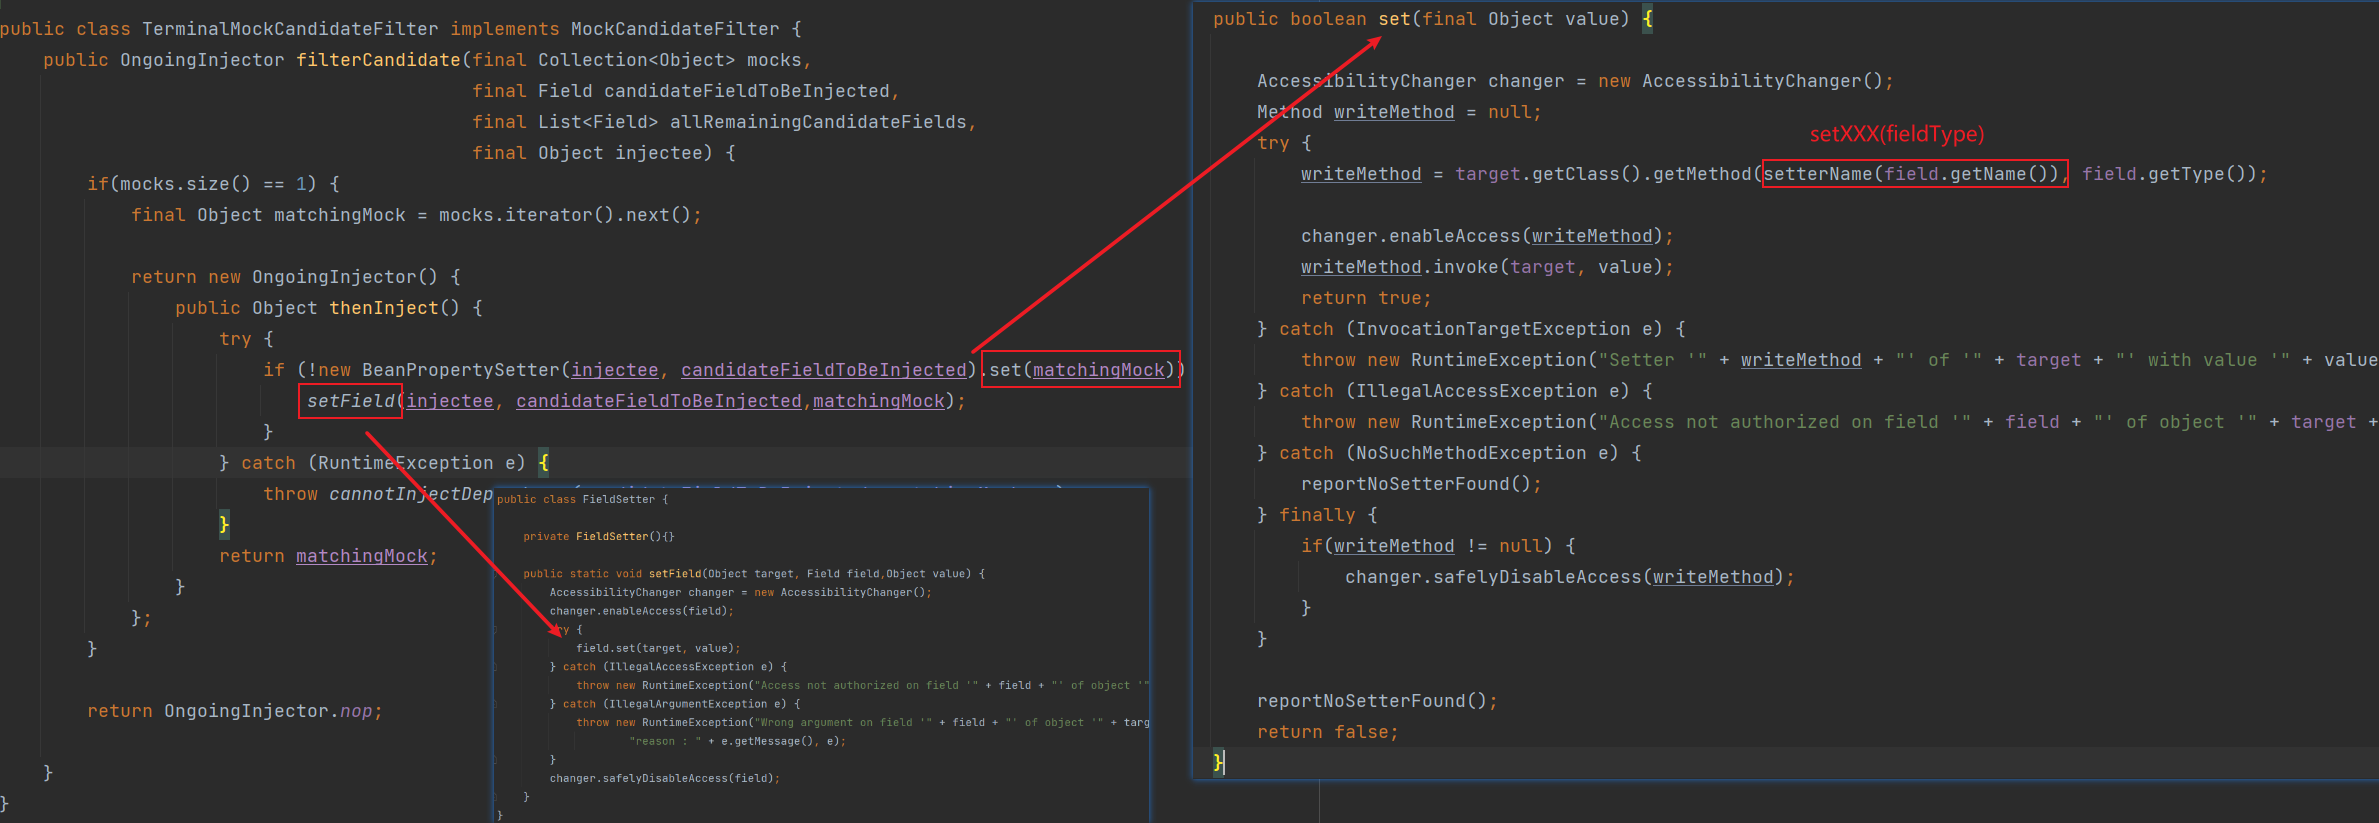 public class TerminalMockCandidateFilter implements MockCandidateFilter {
public OngoingInjector filterCandidate(final Collection<Object> mocks,
final Field candidateFieldToBeInjected,
final List<Field> allRemainingCandidateFields,
final Object injectee) {
if(mocks.size() == 1) {
final Object matchingMock = mocks.iterator().next();
return new OngoingInjector() {
public Object thenInject() {
try {
if (!new BeanPropertySetter(injectee, candidateFieldToBeInjected).set(matchingMock))
setField(injectee, candidateFieldToBeInjected,matchingMock);
}
} catch (RuntimeException e) {
throw
}
return matchingMock;
}
};
}
return OngoingInjector.nop;
}
}
public class FieldSetter {
private FieldSetter(){}
public static void setField(Object target, Field field,Object value) {
AccessibilityChanger changer = new AccessibilityChanger();
changer.enableAccess(field);
try {
field.set(target, value);
} catch (IllegalAccessException e) {
throw new RuntimeException("Access not authorized on field '" + field + "' of object '"
} catch (IllegalArgumentException e) {
throw new RuntimeException("Wrong argument on field '" + field + "' of object '" + targ
"reason : " + e.getMessage(), e);
}
changer.safelyDisableAccess(field);
}
}
public boolean set(final Object value) {
AccessibilityChanger changer = new AccessibilityChanger();
Method writeMethod = null;
setXXX(fieldType)
try {
writeMethod = target.getClass().getMethod(setterName(field.getName()), field.getType());
changer.enableAccess(writeMethod);
writeMethod.invoke(target, value);
return true;
} catch (InvocationTargetException e) {
throw new RuntimeException("Setter '" + writeMethod + "' of '" + target + "' with value '" + value
} catch (IllegalAccessException e) {
throw new RuntimeException("Access not authorized on field '" + field + "' of object '" + target +
} catch (NoSuchMethodException e) {
reportNoSetterFound();
} finally {
if(writeMethod != null) {
changer.safelyDisableAccess(writeMethod);
}
}
reportNoSetterFound();
return false;
}